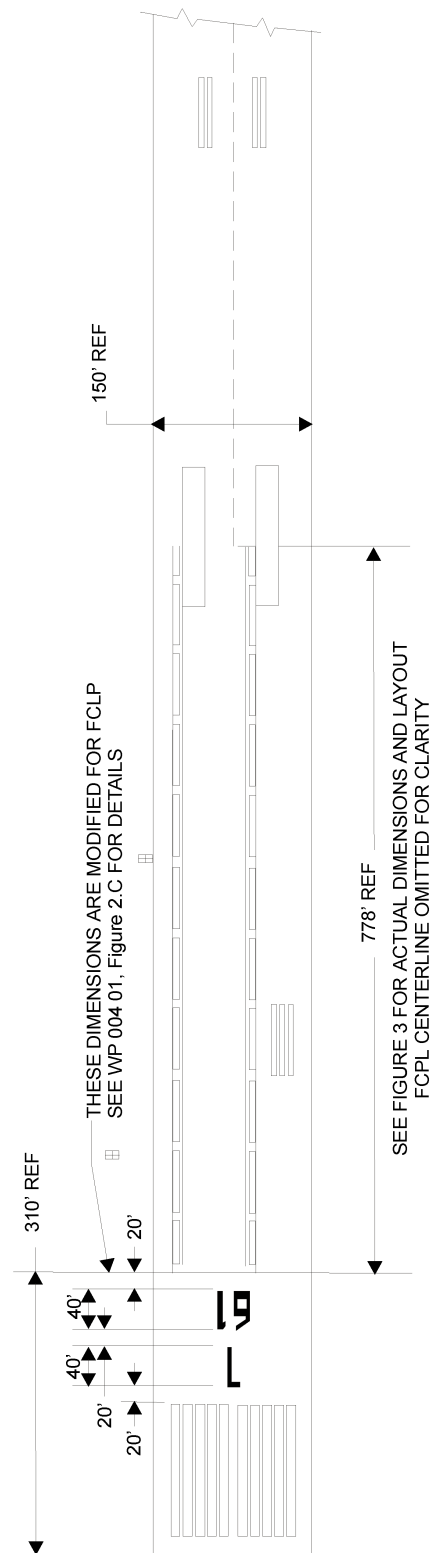 150' REF
THESE DIMENSIONS ARE MODIFIED FOR FCLP
SEE WP 004 01, Figure 2.C FOR DETAILS
778' REF
SEE FIGURE 3 FOR ACTUAL DIMENSIONS AND LAYOUT
FCPL CENTERLINE OMITTED FOR CLARITY
310' REF
20'
40'
40'
20'
20'
19
L